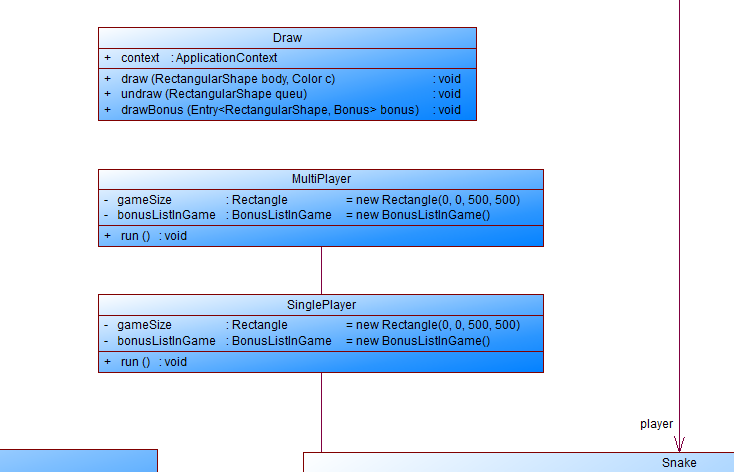 Draw
+ context : ApplicationContext
+ draw (RectangularShape body, Color c) : void
+ undraw (RectangularShape queu) : void
+ drawBonus (Entry<RectangularShape, Bonus> bonus) : void
MultiPlayer
- gameSize : Rectangle = new Rectangle(0, 0, 500, 500)
- bonusListInGame : BonusListInGame = new BonusListInGame()
+ run () : void
SinglePlayer
- gameSize : Rectangle = new Rectangle(0, 0, 500, 500)
- bonusListInGame : BonusListInGame = new BonusListInGame()
+ run () : void
player
Snake